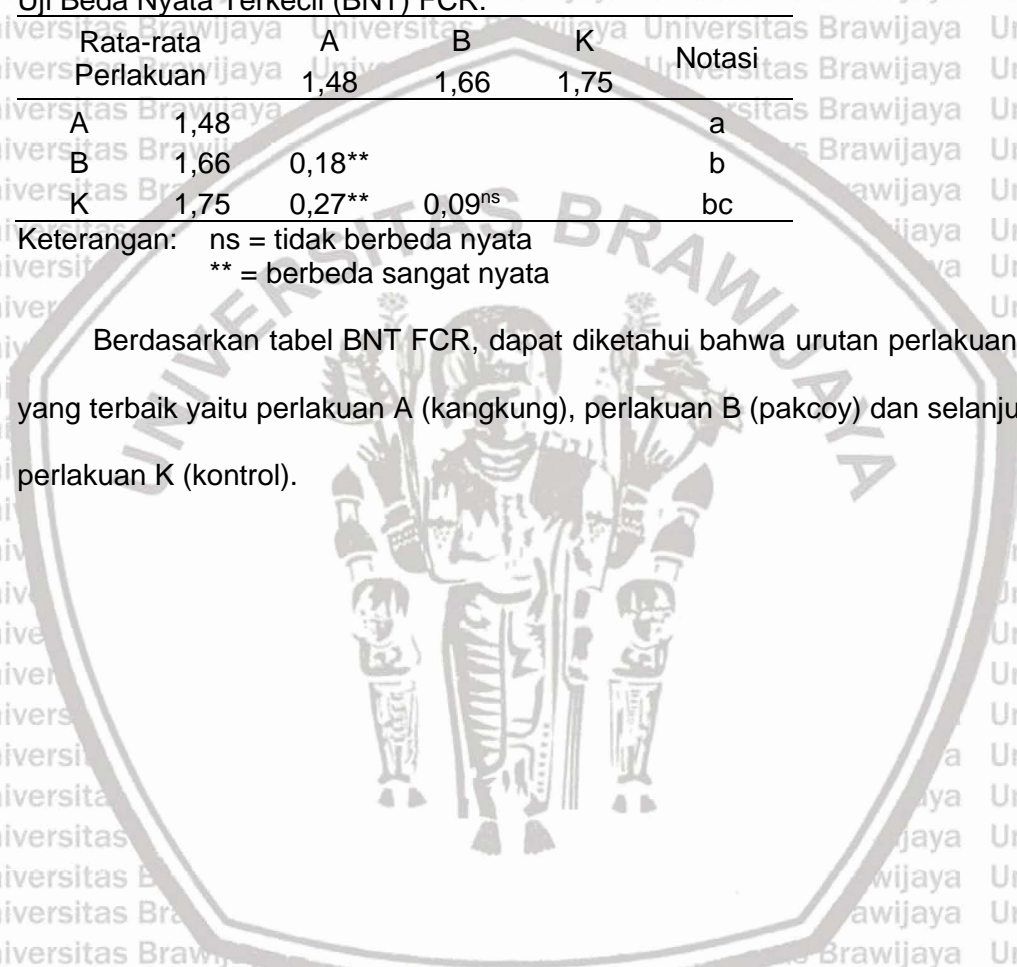 Uji Beda Nyata Terkecil (BNT) FCR.
Rata-rata Perlakuan A B K Notasi
1,48 1,66 1,75
A 1,48 a
B 1,66 0,18** b
K 1,75 0,27** 0,09ns bc
Keterangan: ns = tidak berbeda nyata
** = berbeda sangat nyata
Berdasarkan tabel BNT FCR, dapat diketahui bahwa urutan perlakuan
yang terbaik yaitu perlakuan A (kangkung), perlakuan B (pakcoy) dan
perlakuan K (kontrol).
UNIVERSITAS BRAWIJAYA